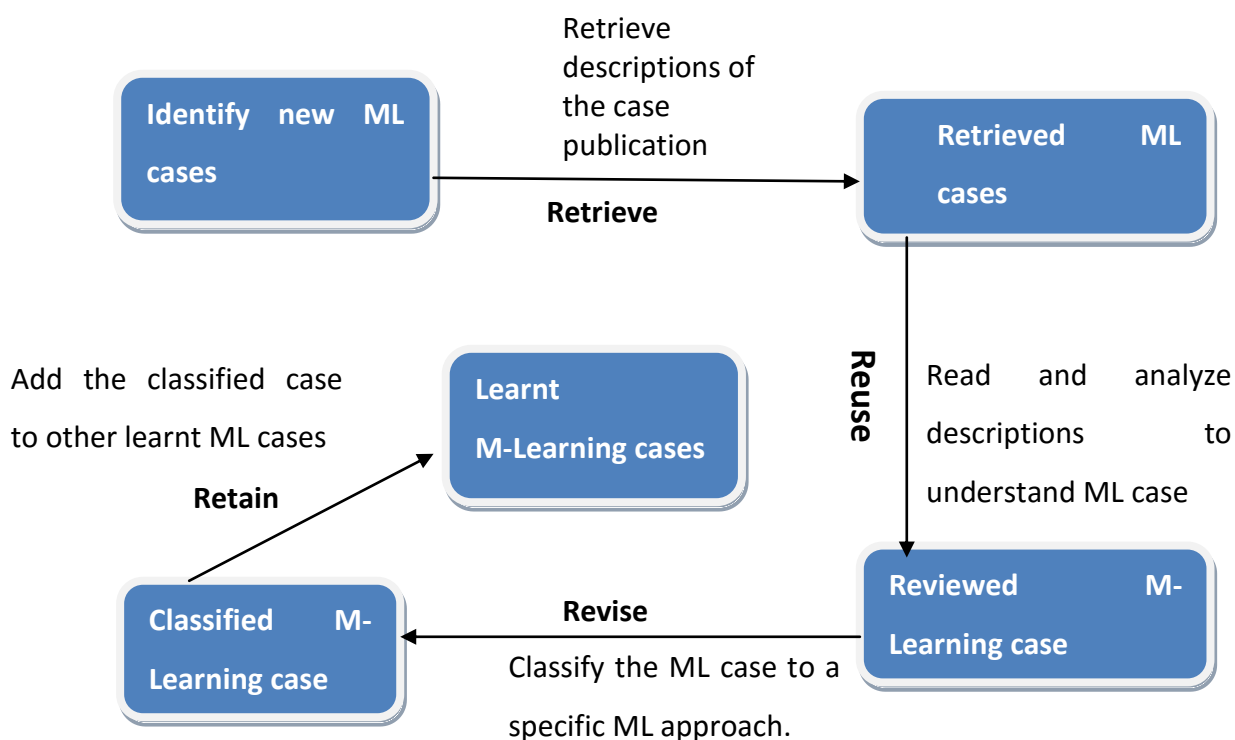 Retrieve
descriptions of
the case
publication
Identify new ML
cases
Retrieved ML
cases
Retrieve
Reuse
Read and analyze
descriptions to
understand ML case
Add the classified case
to other learnt ML cases
Learnt
M-Learning cases
Retain
Reviewed M-
Learning case
Revise
Classify the ML case to a
specific ML approach.
Classified M-
Learning case